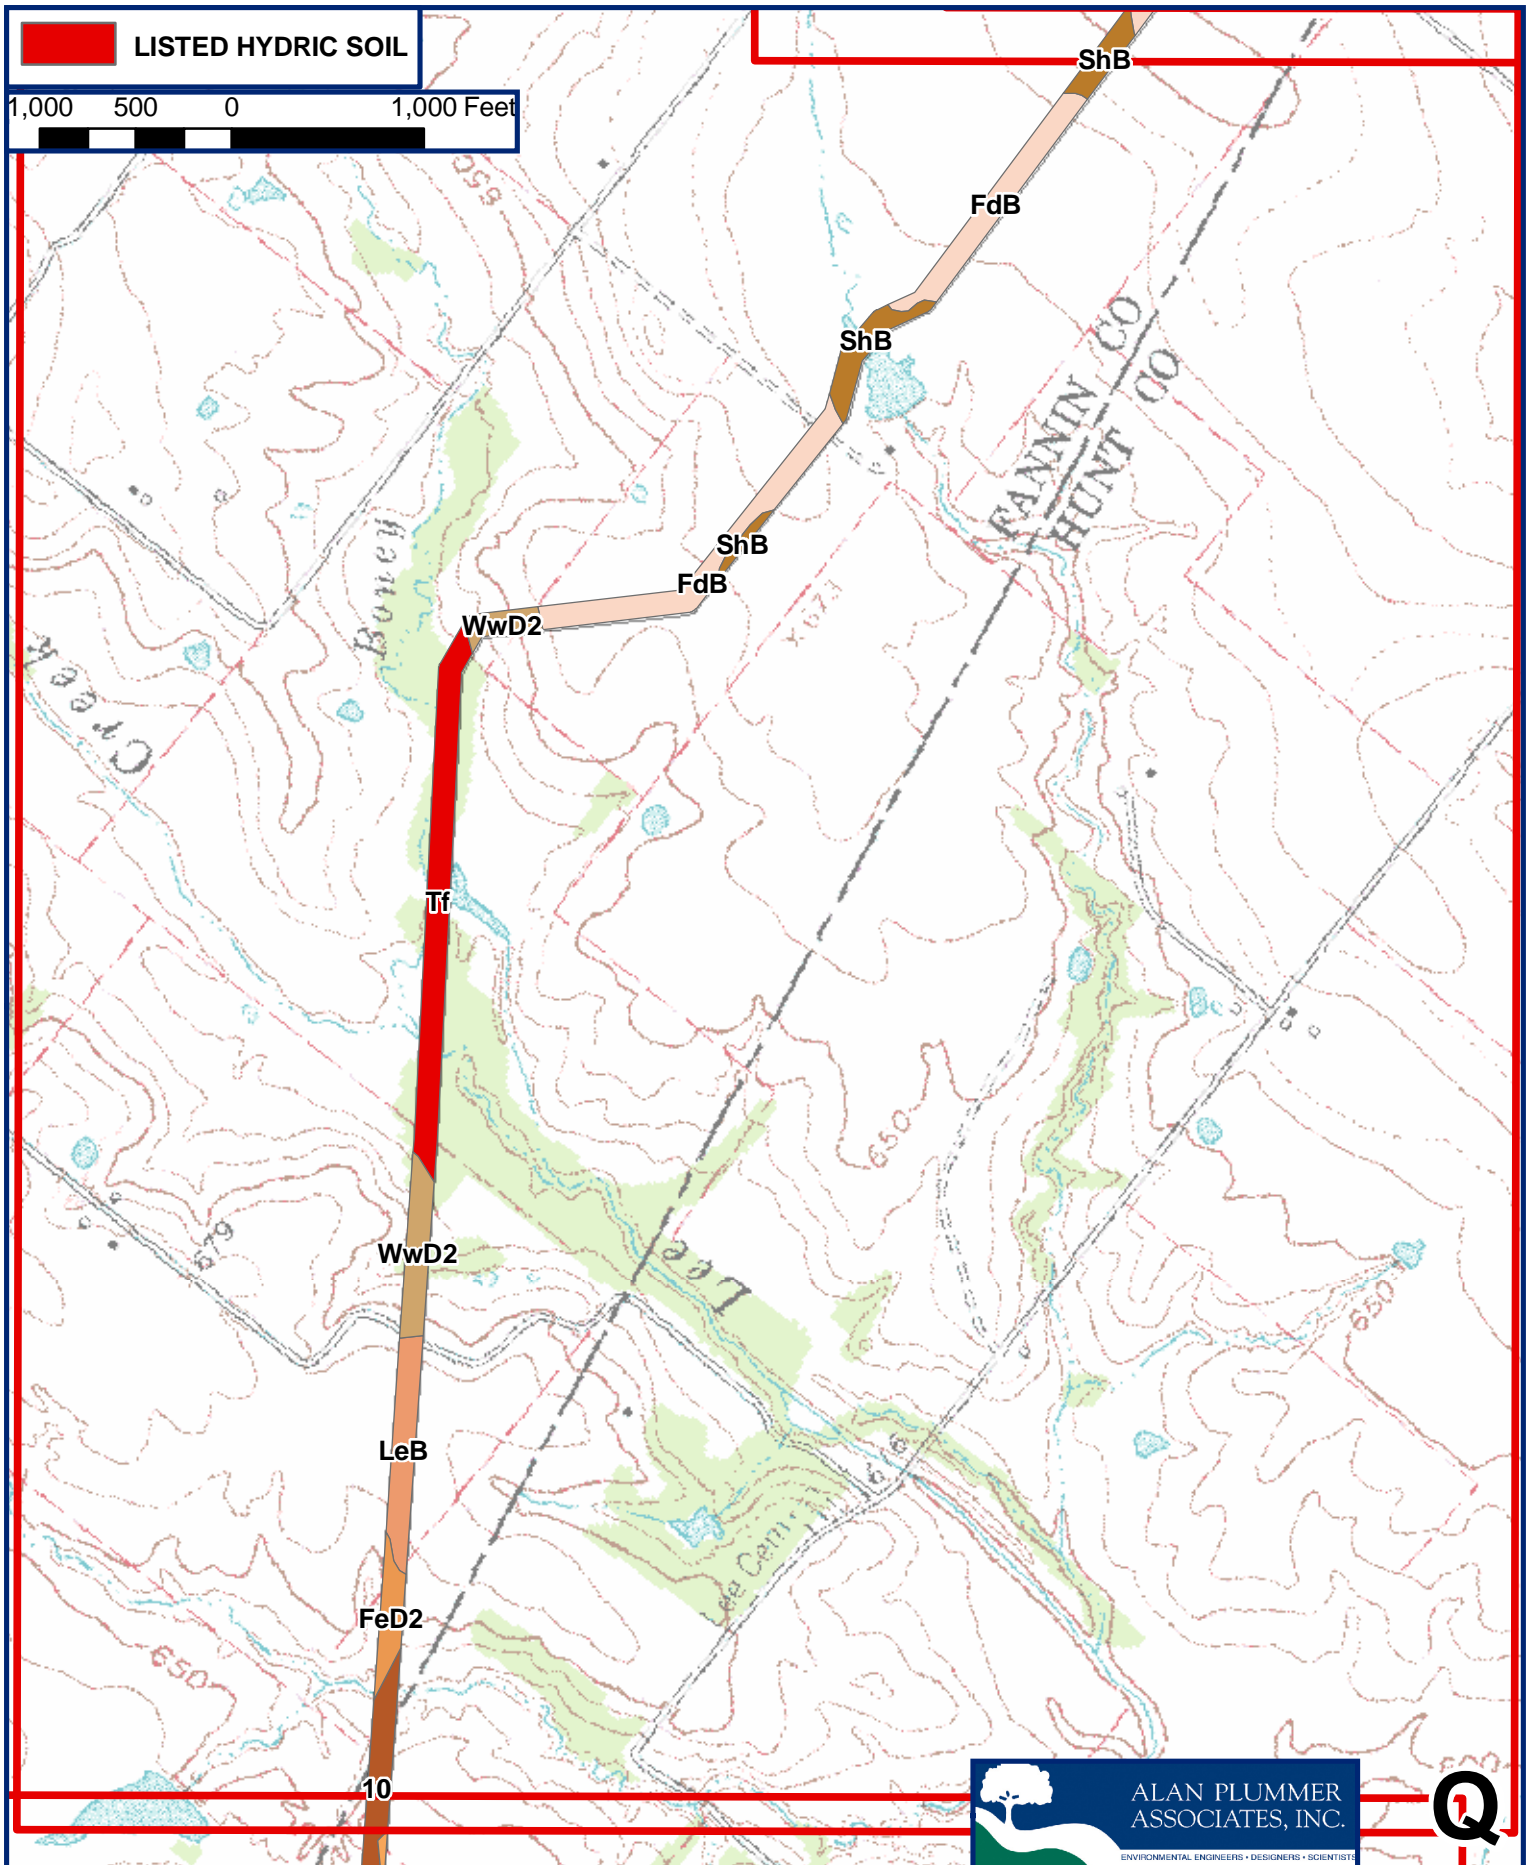 LISTED HYDRIC SOIL
1,000 500 0 1,000 Feet
ShB
550
FdB
ShB
FANNIN CO
HUNT CO
Boney
ShB
FdB
WwD2
Creek
Tf
650
WwD2
679
Lee
650
LeB
FeD2
650
10
ALAN PLUMMER
ASSOCIATES, INC.
ENVIRONMENTAL ENGINEERS • DESIGNERS • SCIENTISTS
Q